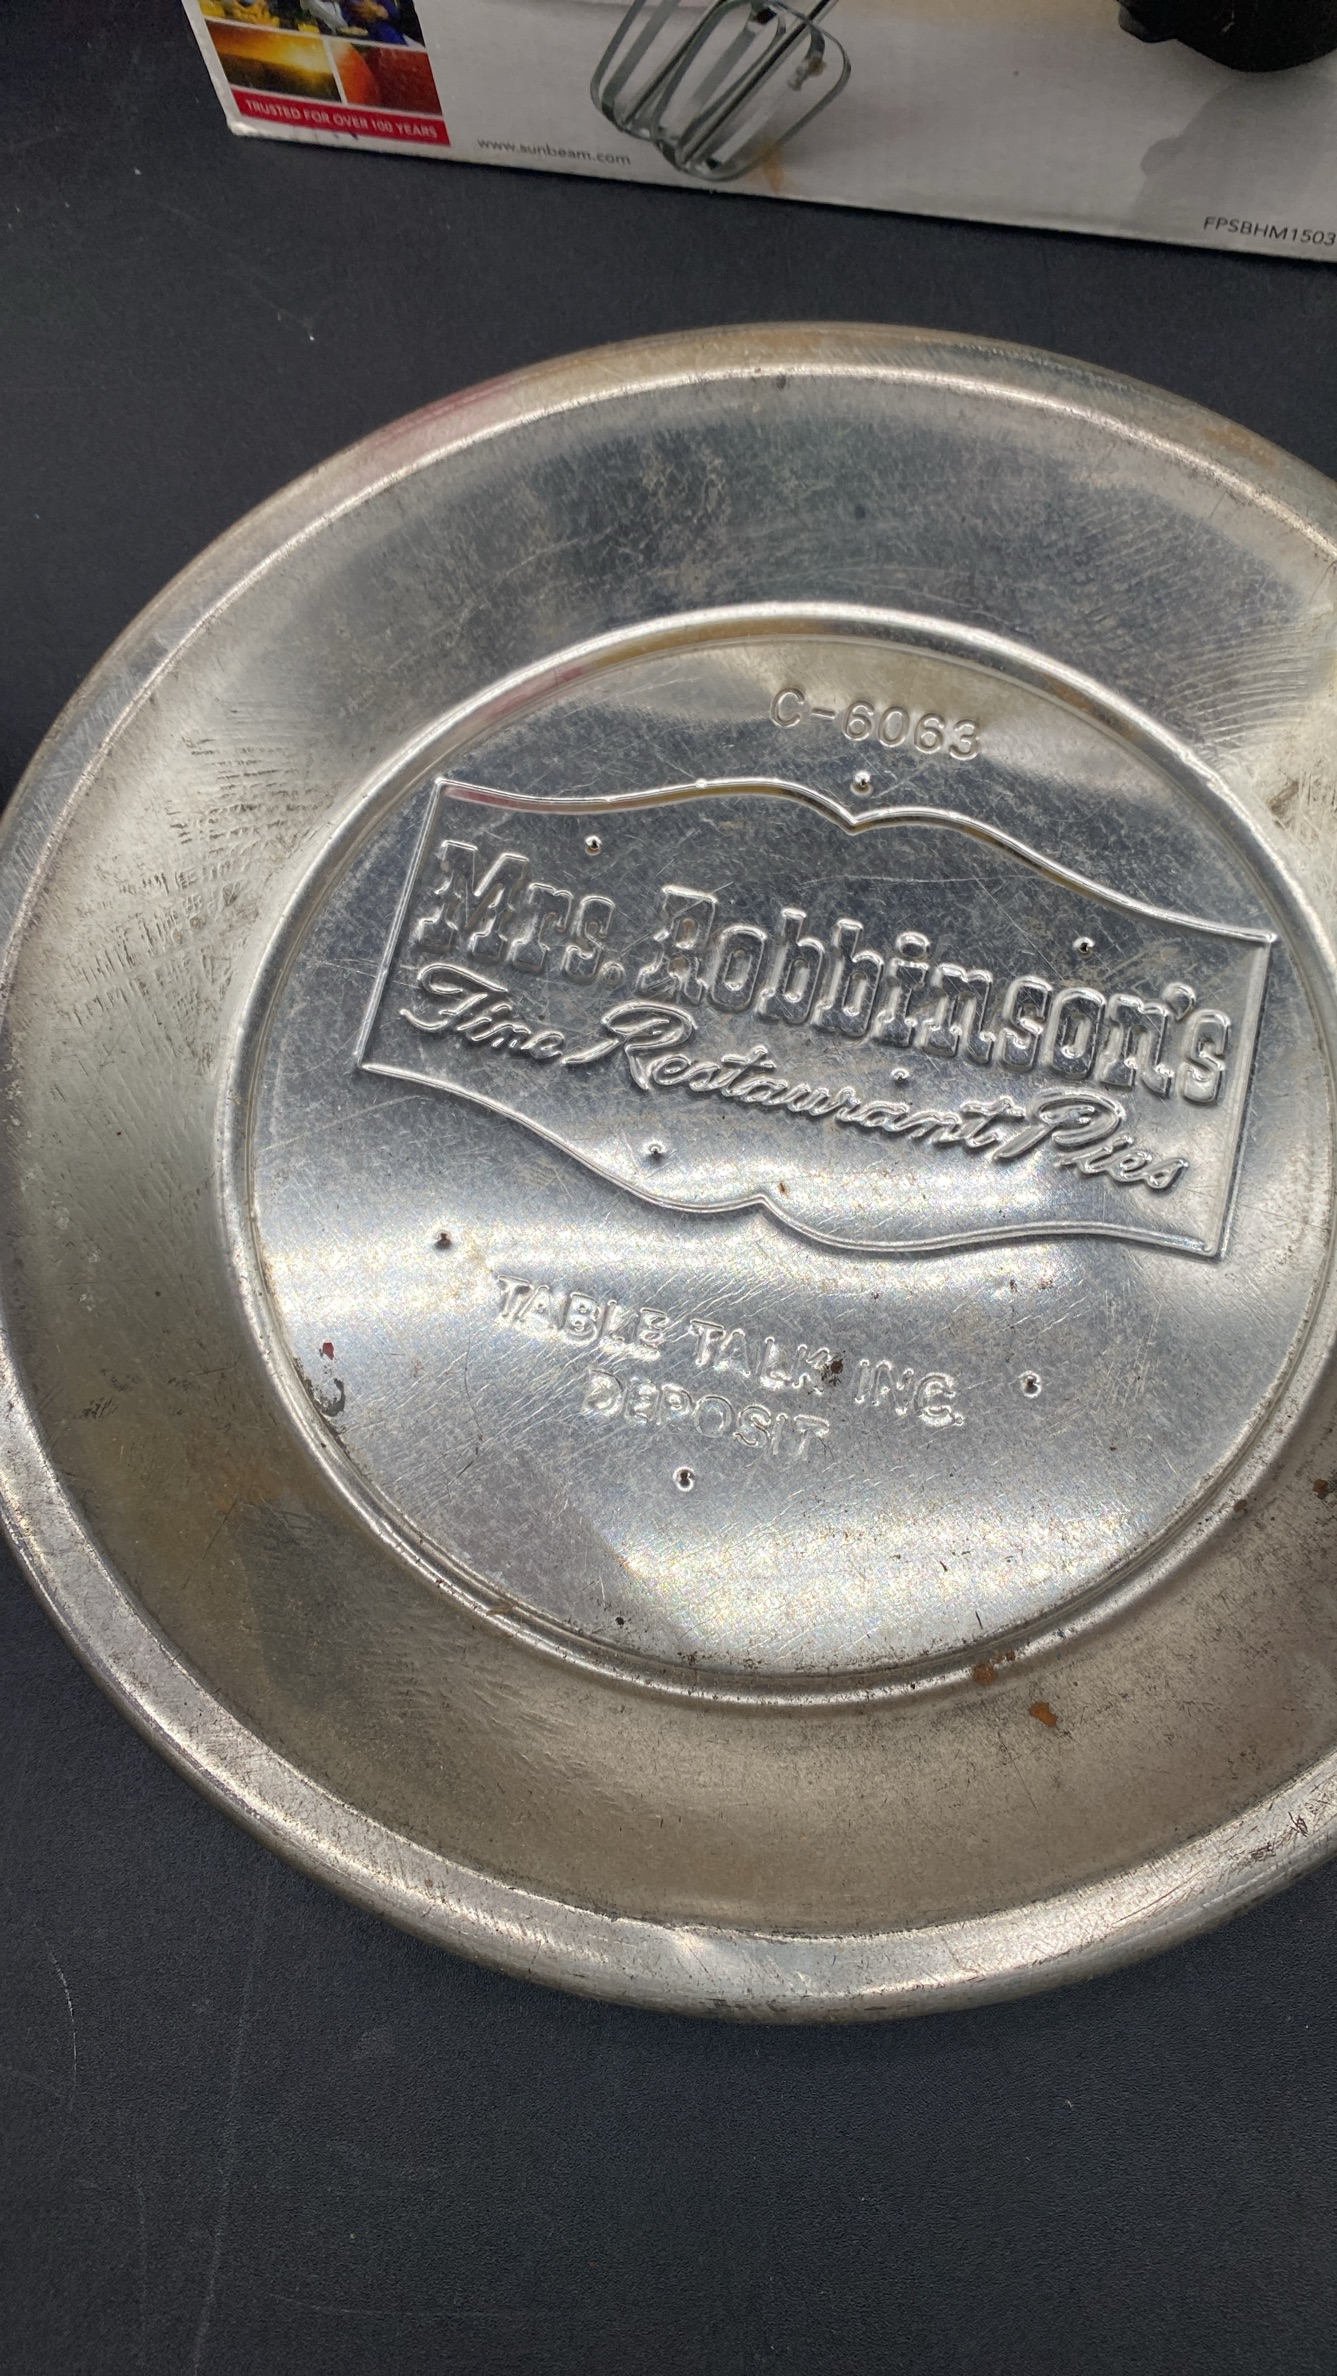 TRUSTED FOR OVER 100 YEARS
www.sunbeam.com
FPSBHM1503
C-6063
Mrs. Robbinson's
Fine Restaurant Pies
TABLE TALK INC.
DEPOSIT